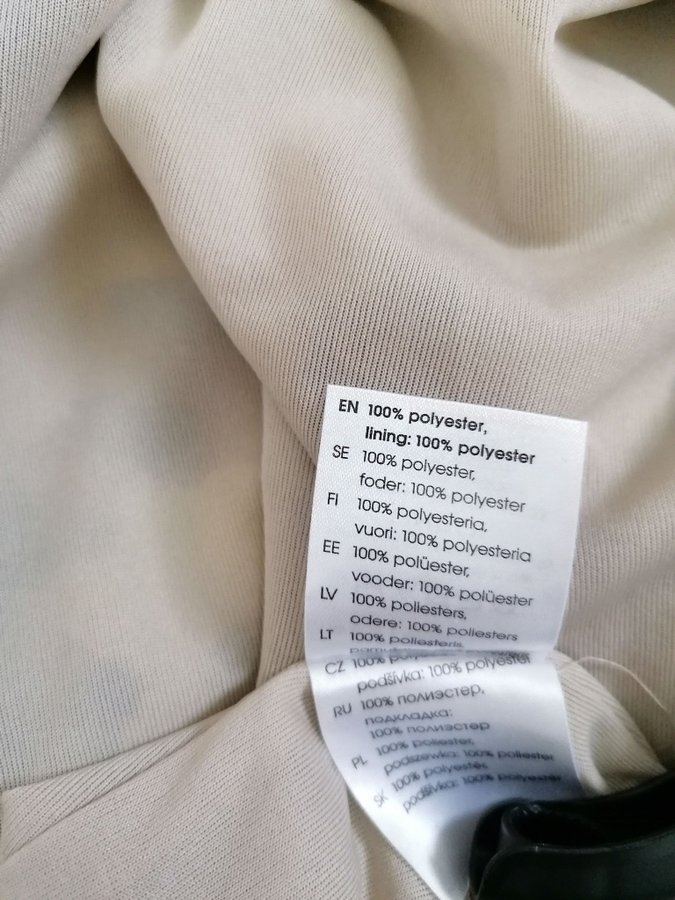 EN 100% polyester,
lining: 100% polyester
SE 100% polyester,
foder: 100% polyester
FI 100% polyesteria,
vuori: 100% polyesteria
EE 100% polüester,
vooder: 100% polüester
LV 100% poliesters,
odere: 100% poliesters
LT 100% poliesteris,
CZ 100% polyester,
podšívka: 100% polyester
RU 100% полиэстер,
подкладка:
100% полиэстер
PL 100% poliester,
podszewka: 100% poliester
SK 100% polyester
podšívka: 100% polyester